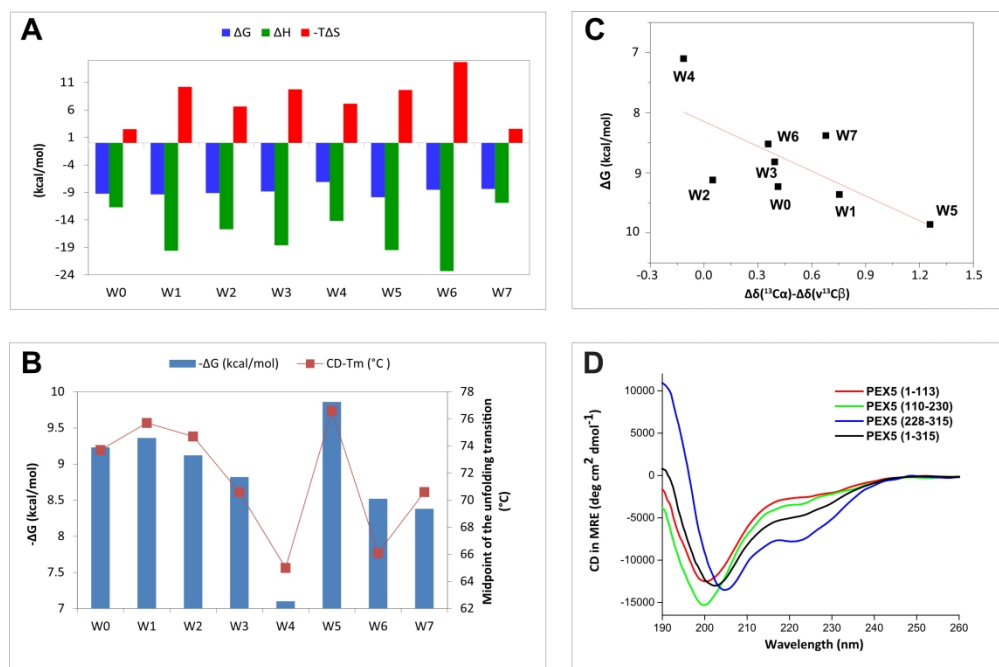 A
ΔG ΔH -TΔS
(kcal/mol)
11
6
1
-4
-9
-14
-19
-24
W0 W1 W2 W3 W4 W5 W6 W7
B
-ΔG (kcal/mol) CD-Tm (°C )
-ΔG (kcal/mol)
10
9.5
9
8.5
8
7.5
7
78
76
74
72
70
68
66
64
62
Midpoint of the unfolding transition
(°C)
W0 W1 W2 W3 W4 W5 W6 W7
C
ΔG (kcal/mol)
7
8
9
10
W4
W6
W7
W3
W2
W0
W1
W5
-0.3 0.0 0.3 0.6 0.9 1.2 1.5
Δδ(¹³Cα)-Δδ(v¹³Cβ)
D
CD in MRE (deg cm² dmol⁻¹)
10000
5000
0
-5000
-10000
-15000
PEX5 (1-113)
PEX5 (110-230)
PEX5 (228-315)
PEX5 (1-315)
190 200 210 220 230 240 250 260
Wavelength (nm)